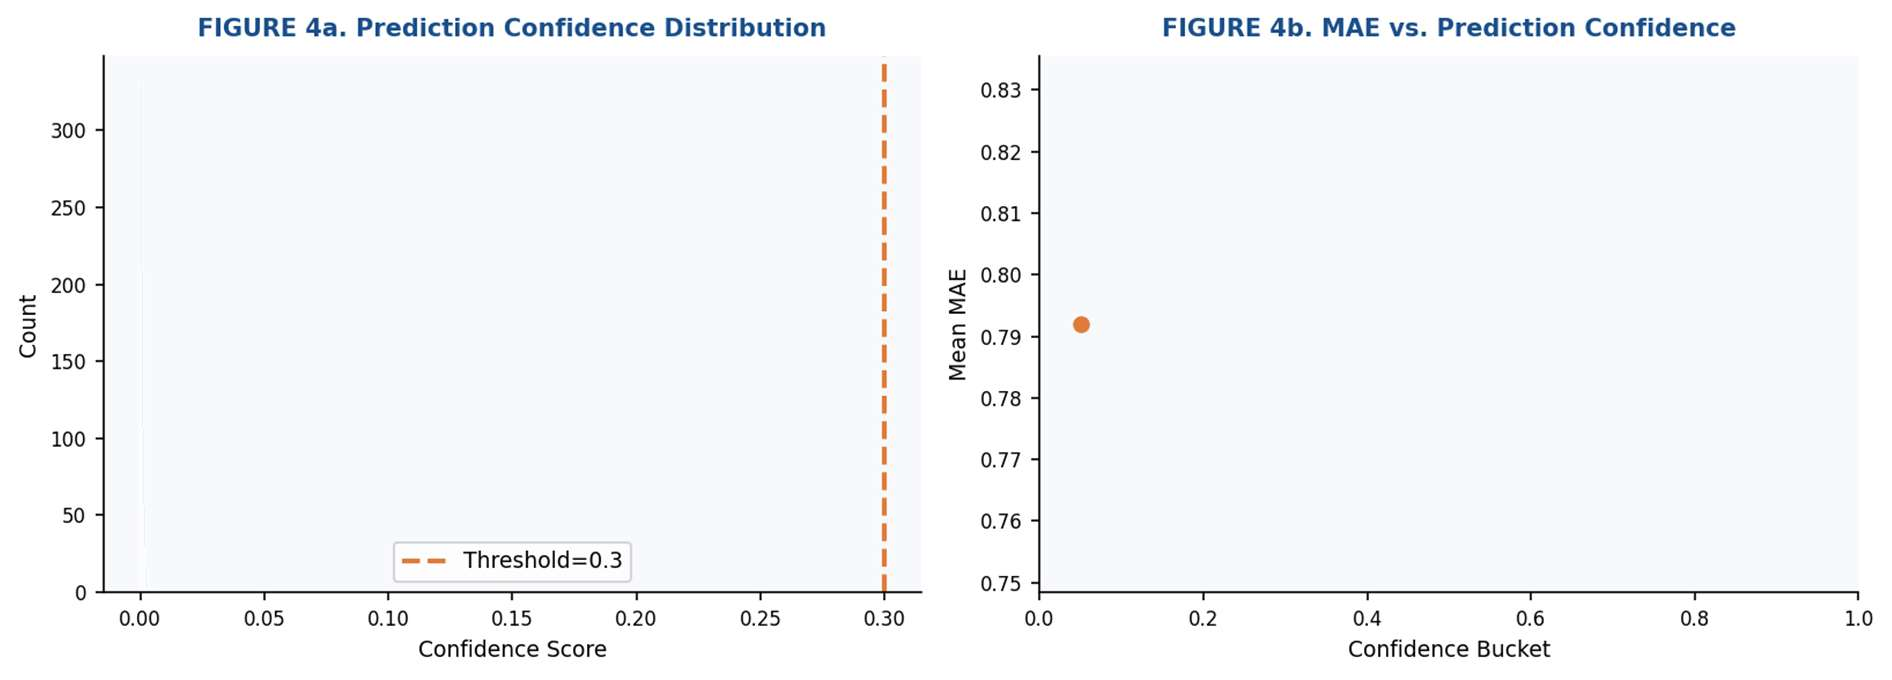 FIGURE 4a. Prediction Confidence Distribution
Count
300
250
200
150
100
50
0
Threshold=0.3
0.00 0.05 0.10 0.15 0.20 0.25 0.30
Confidence Score
FIGURE 4b. MAE vs. Prediction Confidence
Mean MAE
0.83
0.82
0.81
0.80
0.79
0.78
0.77
0.76
0.75
0.0 0.2 0.4 0.6 0.8 1.0
Confidence Bucket